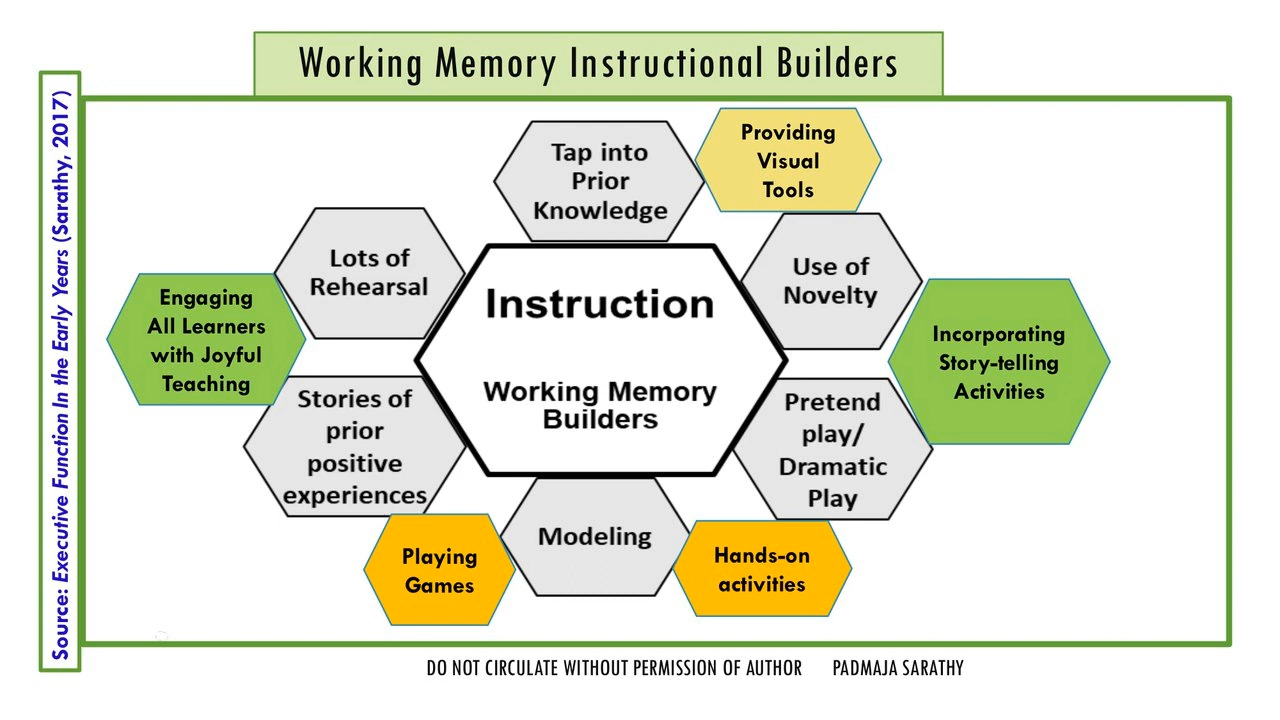 Working Memory Instructional Builders
Source: Executive Function In the Early Years (Sarathy, 2017)
Tap into
Prior
Knowledge
Providing
Visual
Tools
Lots of
Rehearsal
Use of
Novelty
Engaging
All Learners
with Joyful
Teaching
Instruction
Working Memory
Builders
Incorporating
Story-telling
Activities
Stories of
prior
positive
experiences
Pretend
play/
Dramatic
Play
Playing
Games
Modeling
Hands-on
activities
DO NOT CIRCULATE WITHOUT PERMISSION OF AUTHOR PADMAJA SARATHY